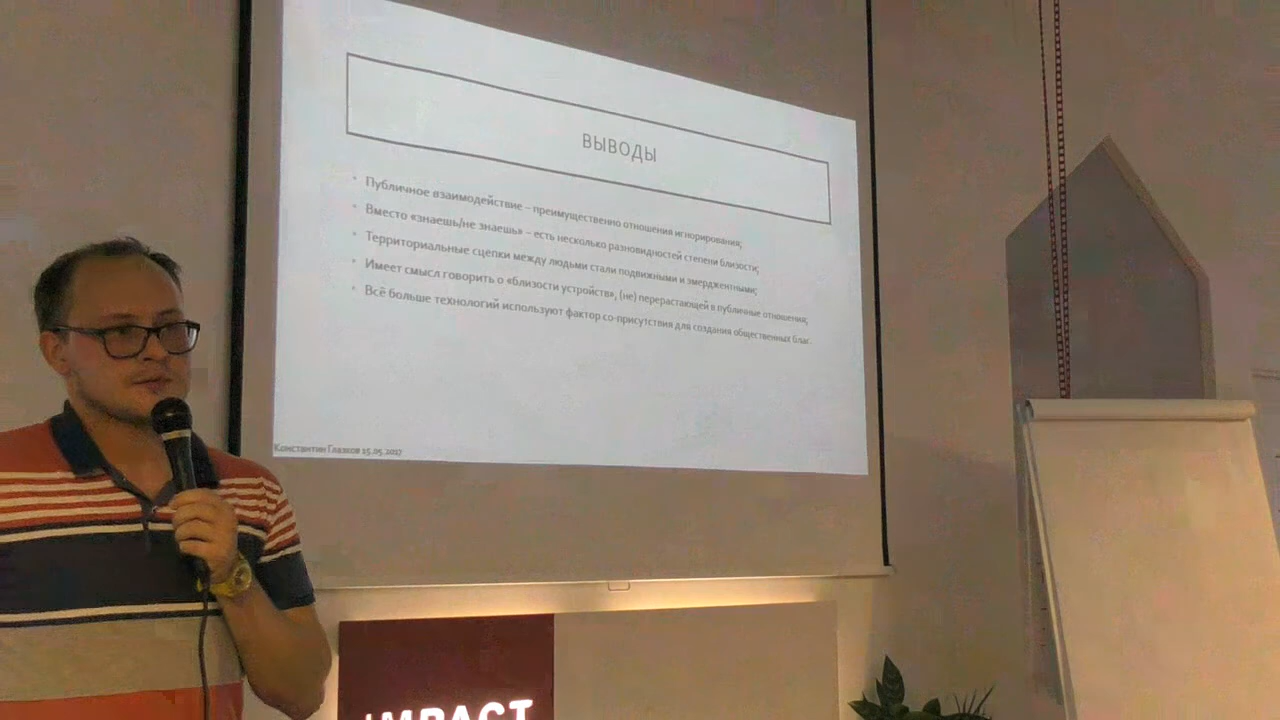 ВЫВОДЫ
Публичное взаимодействие – преимущественно отношения игнорирования;
Вместо «знаешь/не знаешь» – есть несколько разновидностей степени близости;
Территориальные сцепки между людьми стали подвижными и эмерджентными;
Имеет смысл говорить о «близости устройств», (не) перерастающей в публичные отношения;
Всё больше технологий используют фактор со-присутствия для создания общественных благ.
Константин Глазков 15.05.2017
IMPACT